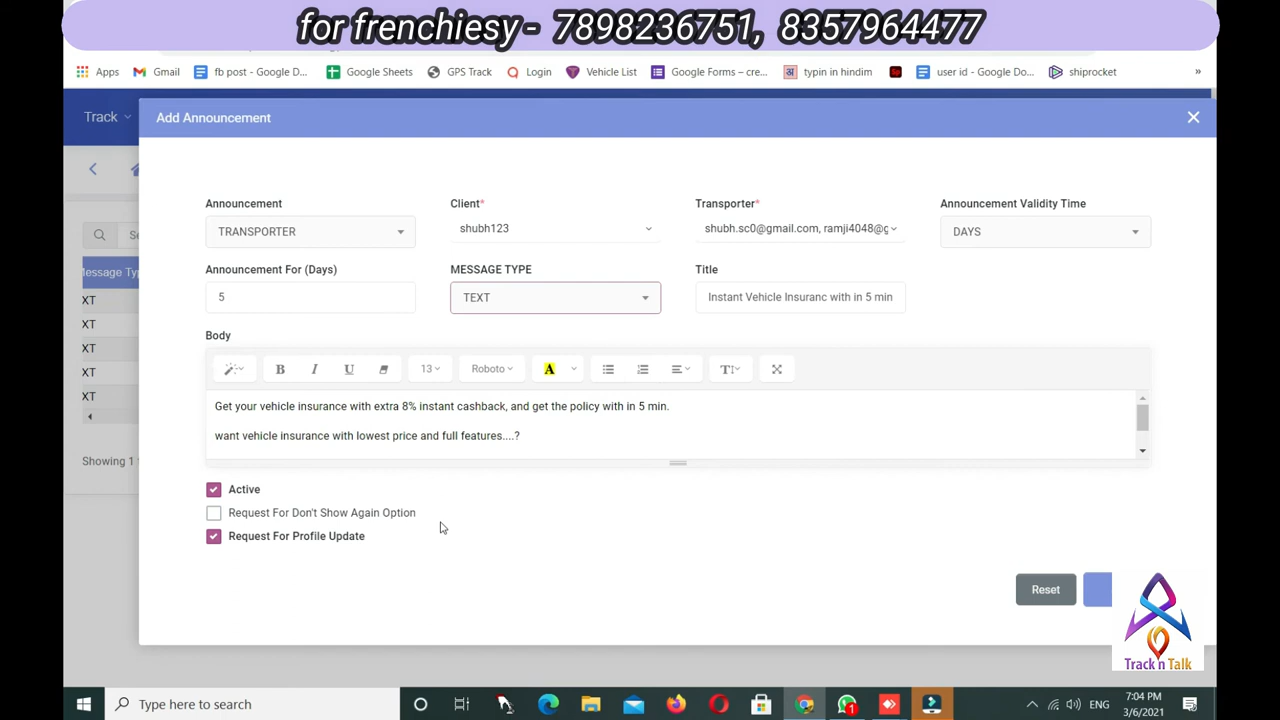 for frenchiesy - 7898236751, 8357964477
Apps Gmail fb post - Google D... Google Sheets GPS Track Login Vehicle List Google Forms – cre... typin in hindim user id - Google Do... shiprocket »
Track
Add Announcement
Announcement Client* Transporter* Announcement Validity Time
TRANSPORTER shubh123 shubh.sc0@gmail.com, ramji4048@g DAYS
Announcement For (Days) MESSAGE TYPE Title
5 TEXT Instant Vehicle Insuranc with in 5 min
Body
B I U 13 Roboto A
Get your vehicle insurance with extra 8% instant cashback, and get the policy with in 5 min.
want vehicle insurance with lowest price and full features....?
Active
Request For Don't Show Again Option
Request For Profile Update
Reset
Se
Message Typ
XT
XT
XT
XT
XT
Showing 1
Track n Talk
Type here to search
1
ENG
7:04 PM
3/6/2021